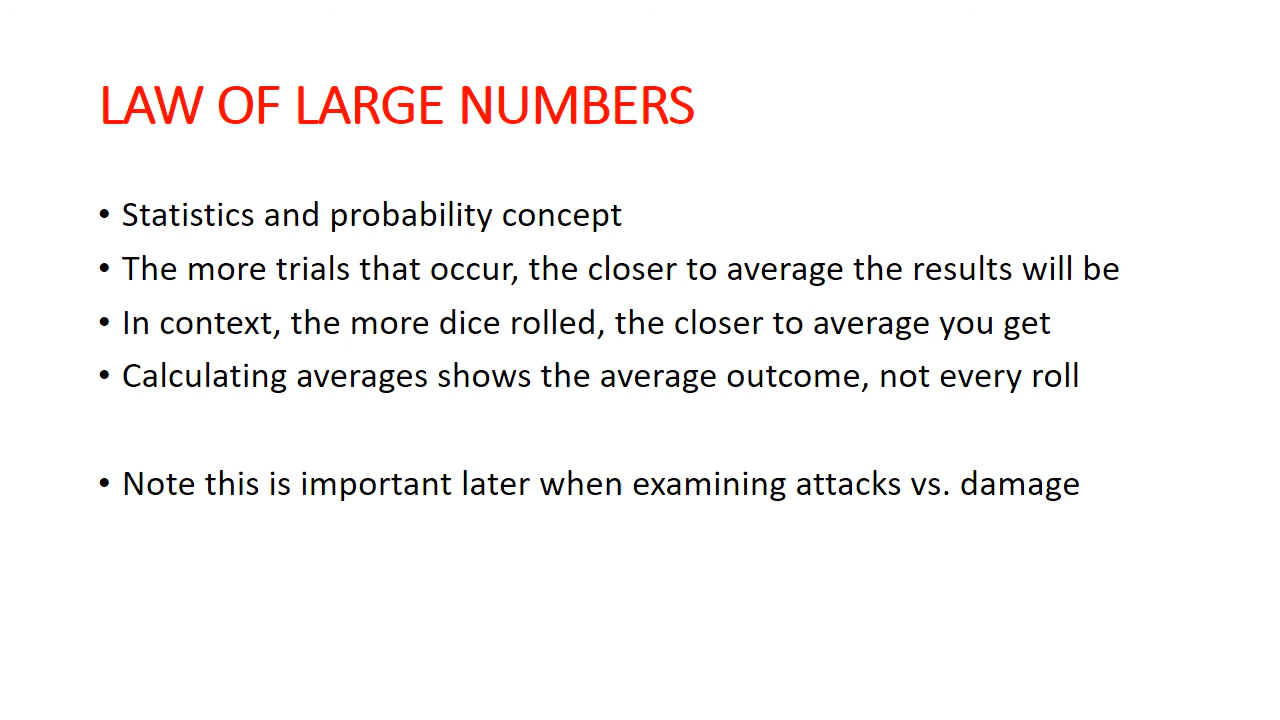 LAW OF LARGE NUMBERS
• Statistics and probability concept
• The more trials that occur, the closer to average the results will be
• In context, the more dice rolled, the closer to average you get
• Calculating averages shows the average outcome, not every roll
• Note this is important later when examining attacks vs. damage